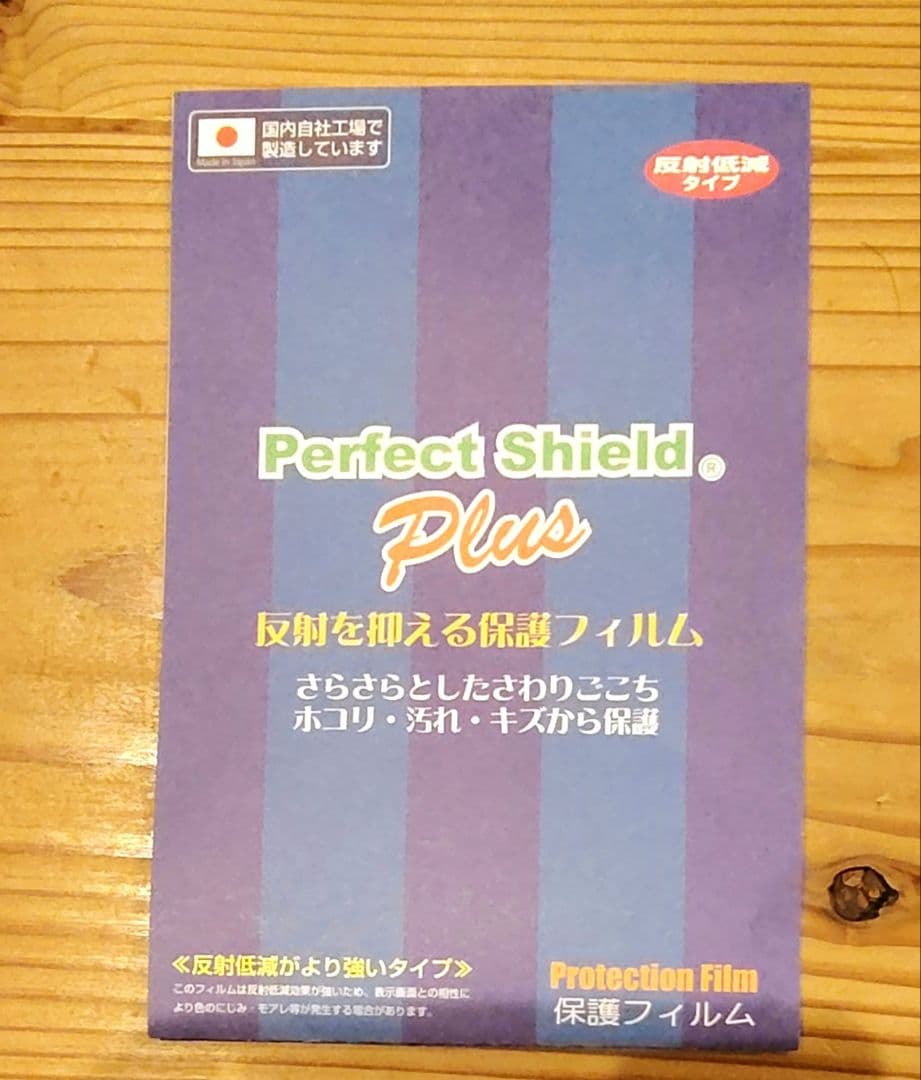 国内自社工場で
製造しています
Made in Japan
反射低減
タイプ
Perfect Shield®
Plus
反射を抑える保護フィルム
さらさらとしたさわりごこち
ホコリ・汚れ・キズから保護
≪反射低減がより強いタイプ≫
このフィルムは反射低減効果が強いため、表示画面との相性に
より色のにじみ・モアレ等が発生する場合があります。
Protection Film
保護フィルム